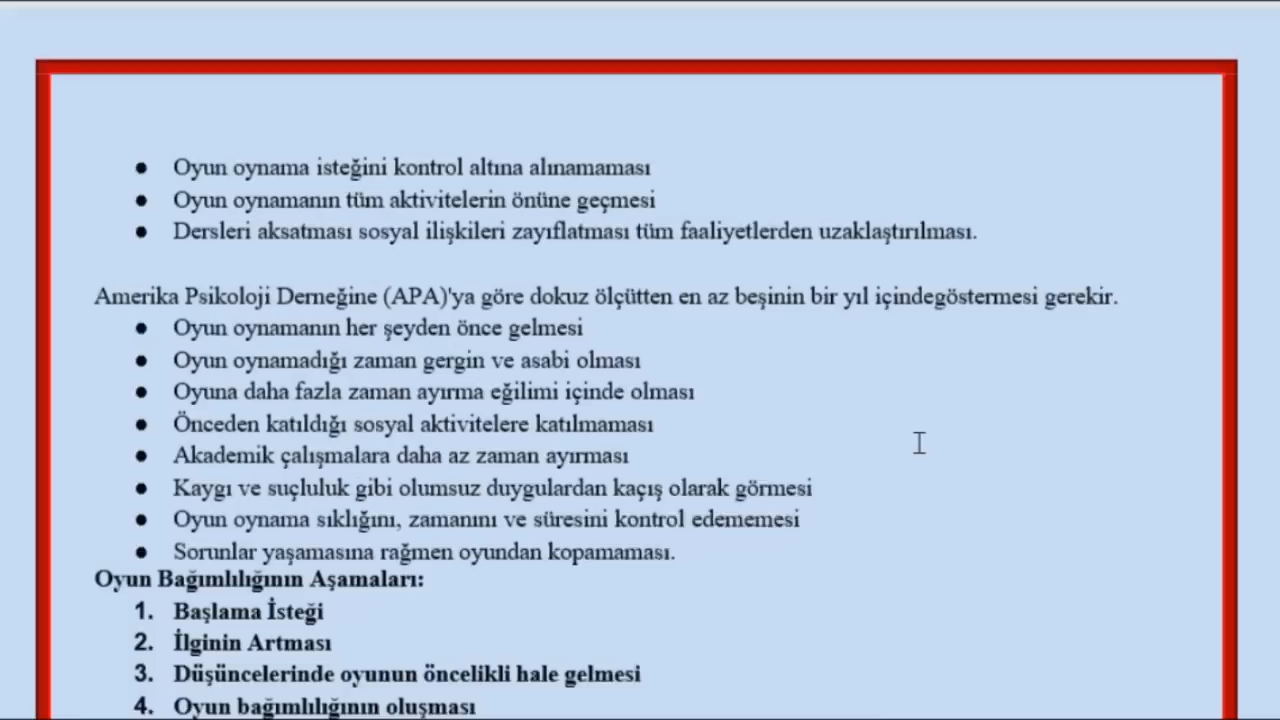 ● Oyun oynama isteğini kontrol altına alınamaması
● Oyun oynamanın tüm aktivitelerin önüne geçmesi
● Dersleri aksatması sosyal ilişkileri zayıflatması tüm faaliyetlerden uzaklaştırılması.
Amerika Psikoloji Derneğine (APA)'ya göre dokuz ölçütten en az beşinin bir yıl içindegöstermesi gerekir.
● Oyun oynamanın her şeyden önce gelmesi
● Oyun oynamadığı zaman gergin ve asabi olması
● Oyuna daha fazla zaman ayırma eğilimi içinde olması
● Önceden katıldığı sosyal aktivitelere katılmaması
● Akademik çalışmalara daha az zaman ayırması
● Kaygı ve suçluluk gibi olumsuz duygulardan kaçış olarak görmesi
● Oyun oynama sıklığını, zamanını ve süresini kontrol edememesi
● Sorunlar yaşamasına rağmen oyundan kopamaması.
Oyun Bağımlılığının Aşamaları:
1. Başlama İsteği
2. İlginin Artması
3. Düşüncelerinde oyunun öncelikli hale gelmesi
4. Oyun bağımlılığının oluşması